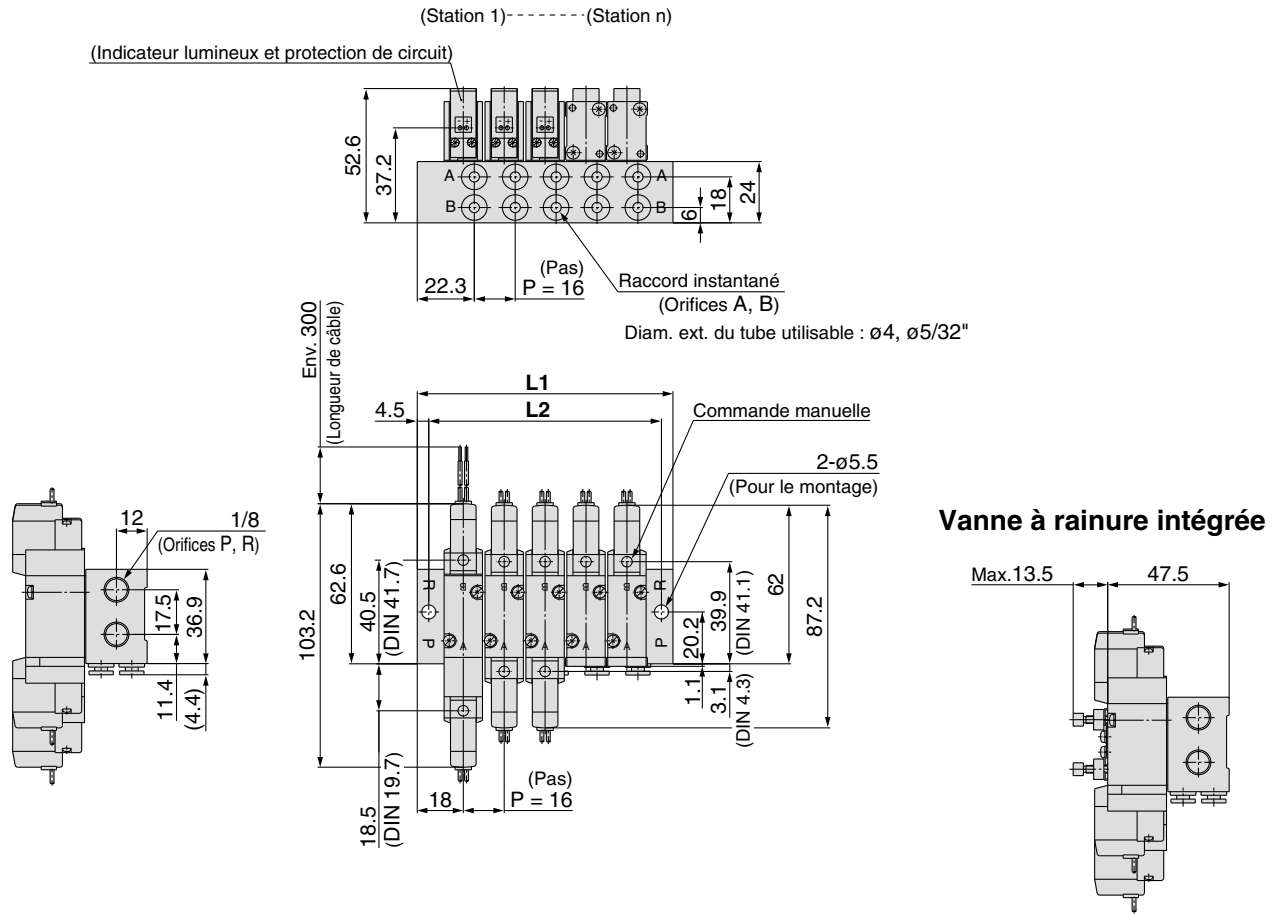 (Station 1)-------(Station n)
(Indicateur lumineux et protection de circuit)
52.6
37.2
A
A
B
B
6
18
24
22.3
(Pas)
P = 16
Raccord instantané
(Orifices A, B)
Diam. ext. du tube utilisable : ø4, ø5/32"
Env. 300
(Longueur de câble)
L1
L2
4.5
Commande manuelle
2-ø5.5
(Pour le montage)
12
1/8
(Orifices P, R)
17.5
36.9
11.4
(4.4)
103.2
62.6
40.5
(DIN 41.7)
R
P
B
B
B
B
B
A
A
A
A
A
R
P
20.2
39.9
(DIN 41.1)
62
87.2
1.1
3.1
(DIN 4.3)
18
18.5
(DIN 19.7)
(Pas)
P = 16
Vanne à rainure intégrée
Max.13.5
47.5